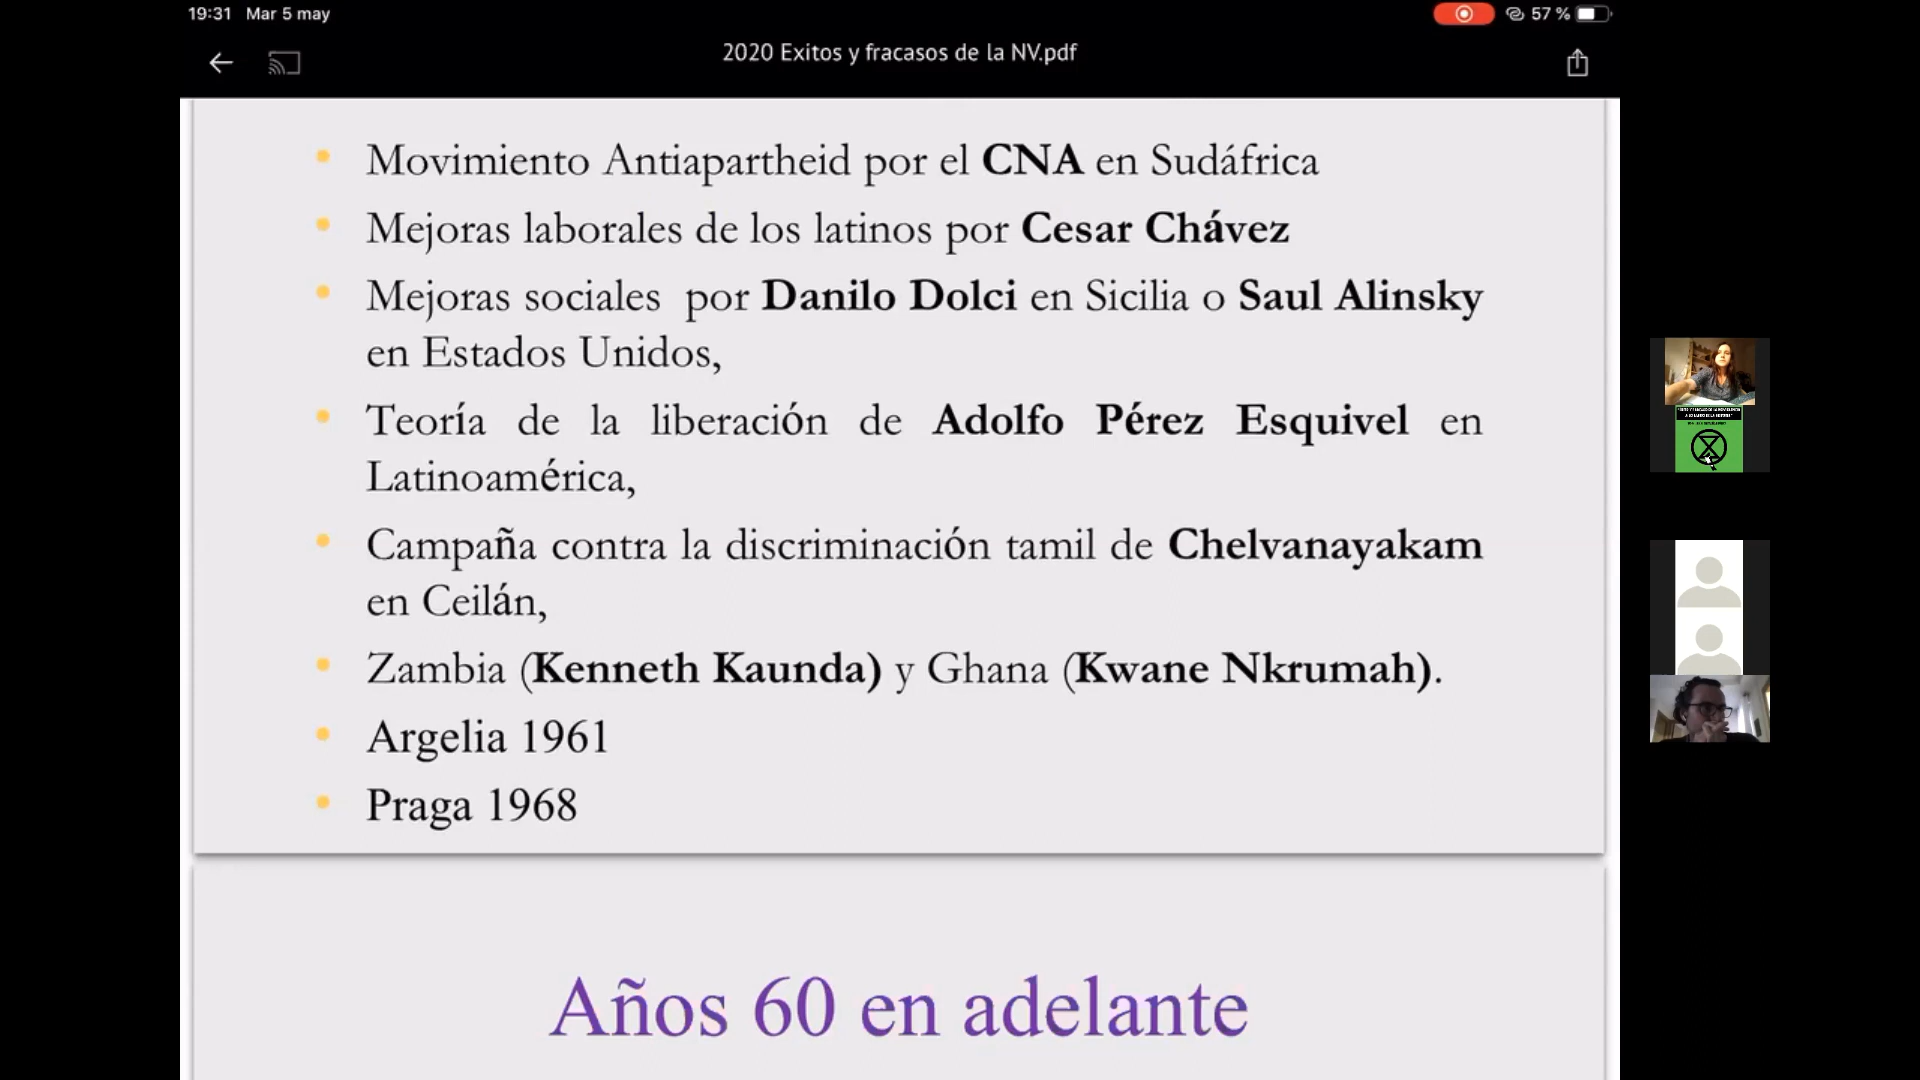 19:31 Mar 5 may
57 %
2020 Exitos y fracasos de la NV.pdf
Movimiento Antiapartheid por el CNA en Sudáfrica
Mejoras laborales de los latinos por Cesar Chávez
Mejoras sociales por Danilo Dolci en Sicilia o Saul Alinsky
en Estados Unidos,
Teoría de la liberación de Adolfo Pérez Esquivel en
Latinoamérica,
Campaña contra la discriminación tamil de Chelvanayakam
en Ceilán,
Zambia (Kenneth Kaunda) y Ghana (Kwane Nkrumah).
Argelia 1961
Praga 1968
Años 60 en adelante